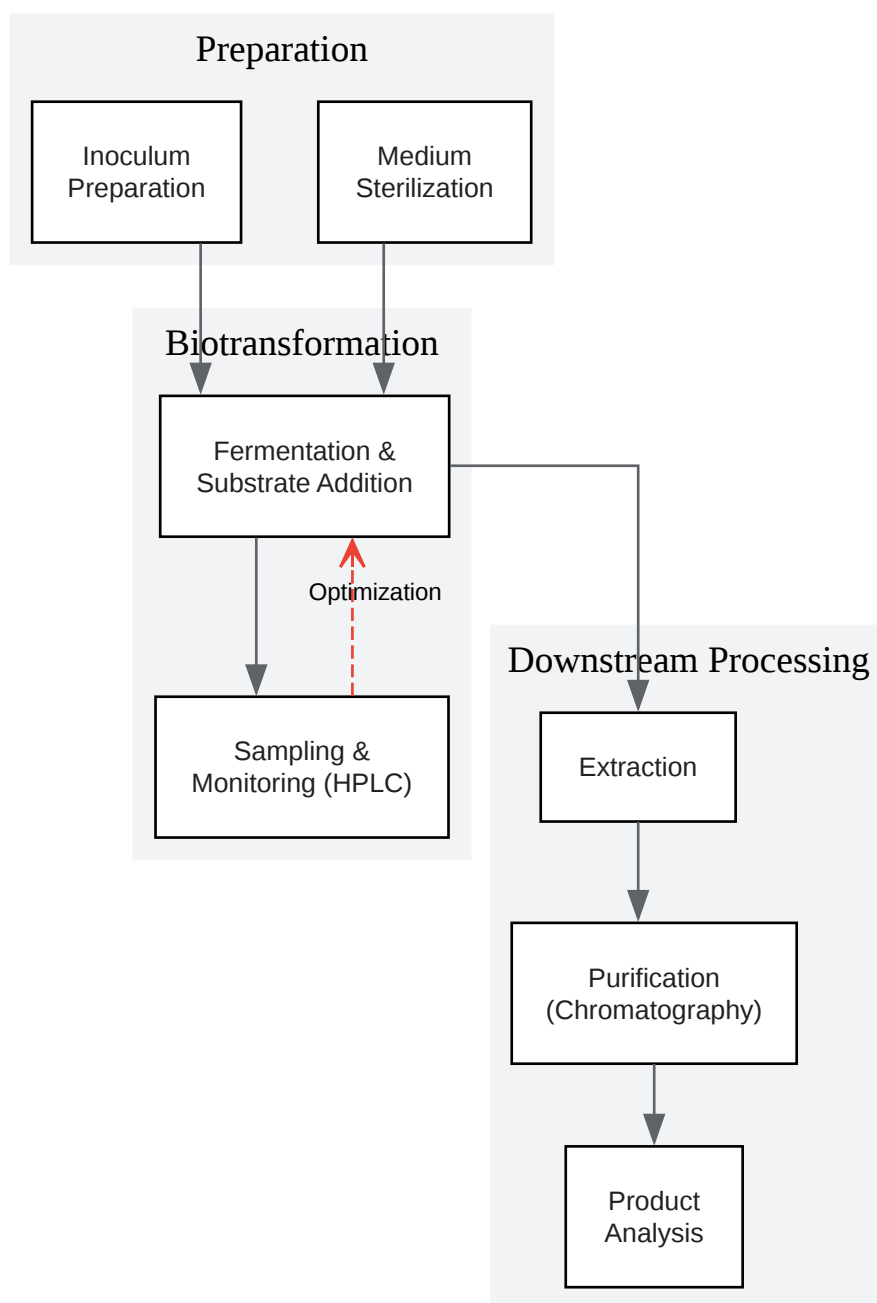 Preparation
Inoculum
Preparation
Medium
Sterilization
Biotransformation
Fermentation &
Substrate Addition
Optimization
Sampling &
Monitoring (HPLC)
Downstream Processing
Extraction
Purification
(Chromatography)
Product
Analysis